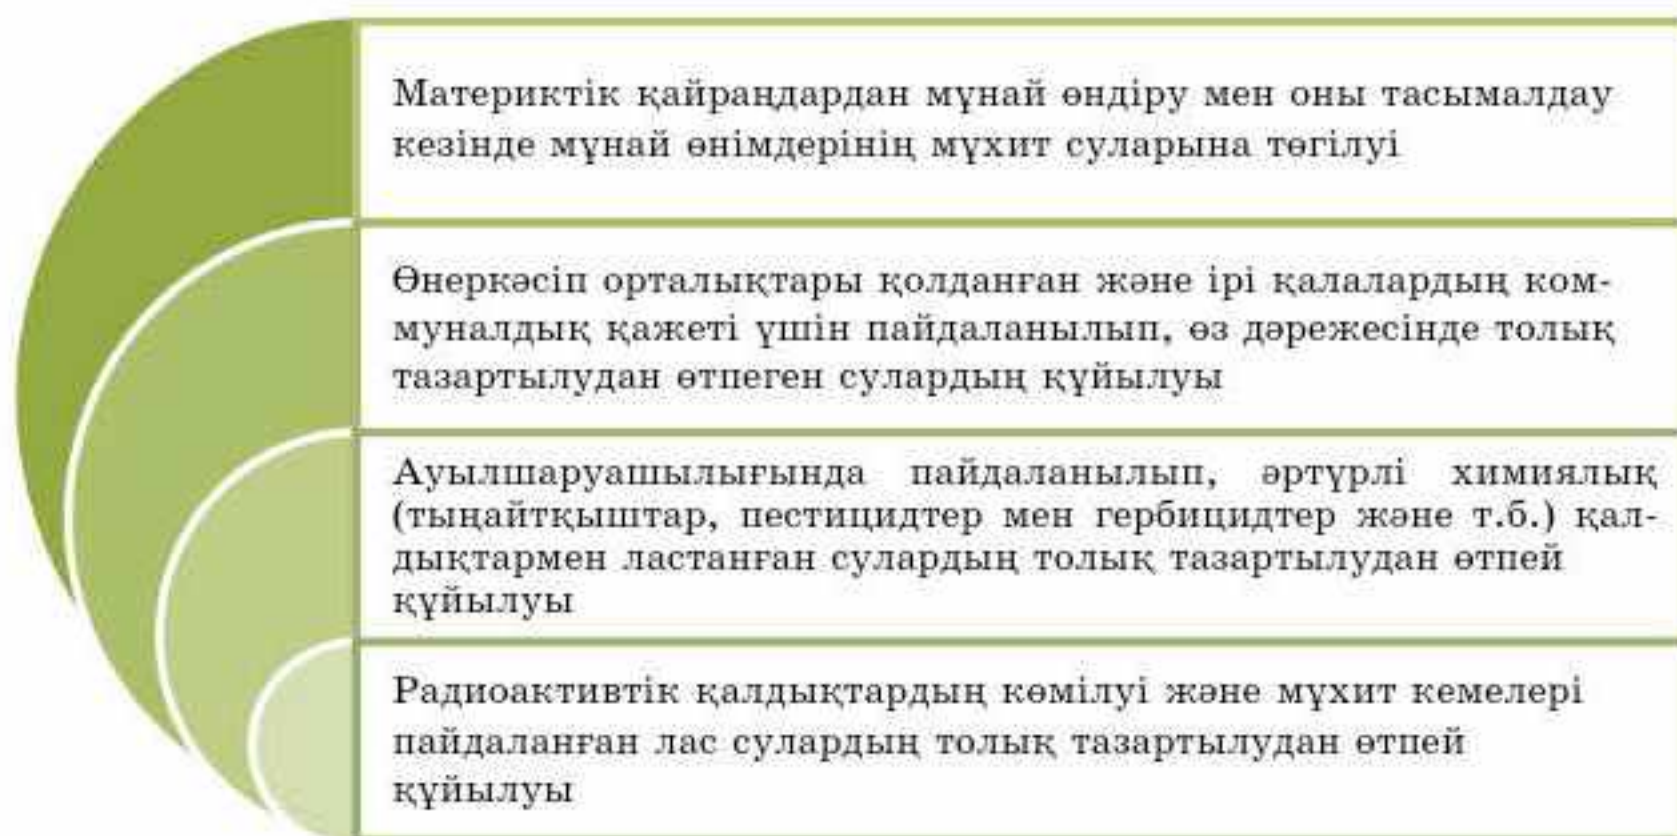 Материктік қайраңдардан мұнай өндіру мен оны тасымалдау
кезінде мұнай өнімдерінің мұхит суларына төгілуі
Өнеркәсіп орталықтары қолданған және ірі қалалардың ком-
муналдық қажеті үшін пайдаланылып, өз дәрежесінде толық
тазартылудан өтпеген сулардың құйылуы
Ауылшаруашылығында пайдаланылып, әртүрлі химиялық
(тыңайтқыштар, пестицидтер мен гербицидтер және т.б.) қал-
дықтармен ластанған сулардың толық тазартылудан өтпей
құйылуы
Радиоактивтік қалдықтардың көмілуі және мұхит кемелері
пайдаланған лас сулардың толық тазартылудан өтпей
құйылуы